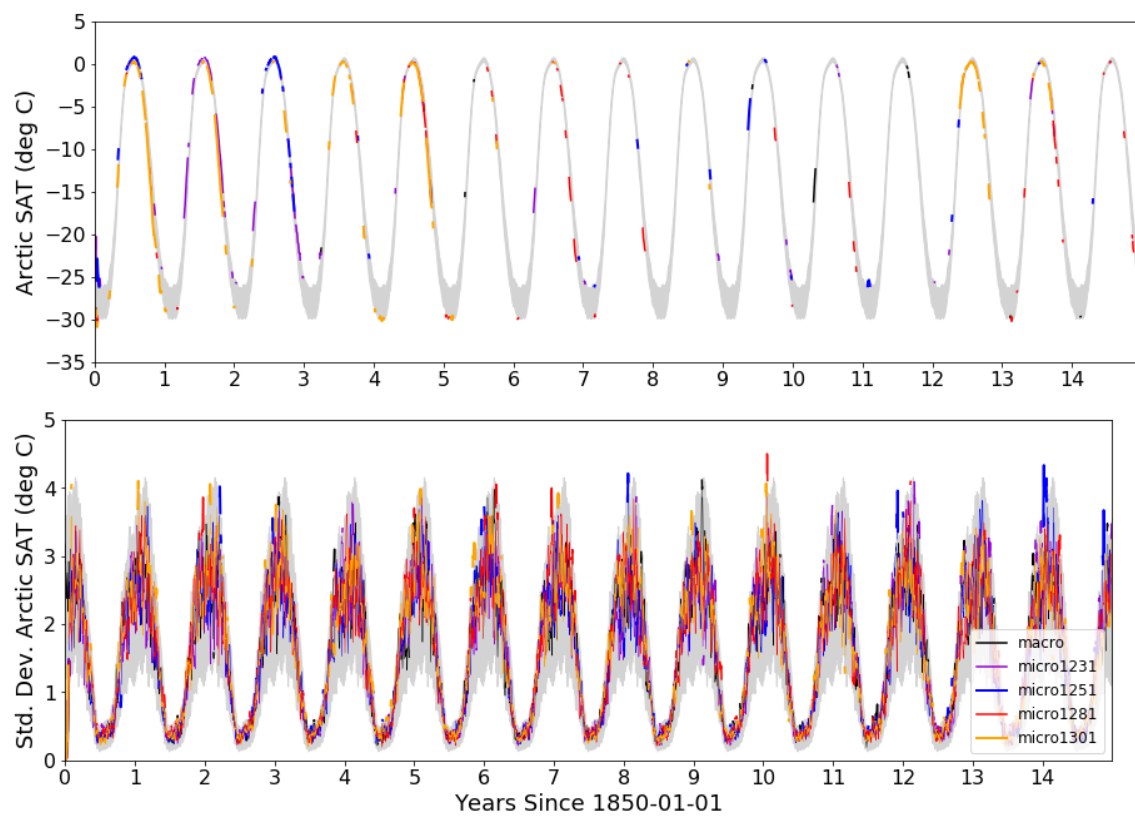 5
0
−5
−10
−15
−20
−25
−30
−35
Arctic SAT (deg C)
0 1 2 3 4 5 6 7 8 9 10 11 12 13 14
5
4
3
2
1
0
Std. Dev. Arctic SAT (deg C)
macro
micro1231
micro1251
micro1281
micro1301
0 1 2 3 4 5 6 7 8 9 10 11 12 13 14
Years Since 1850-01-01